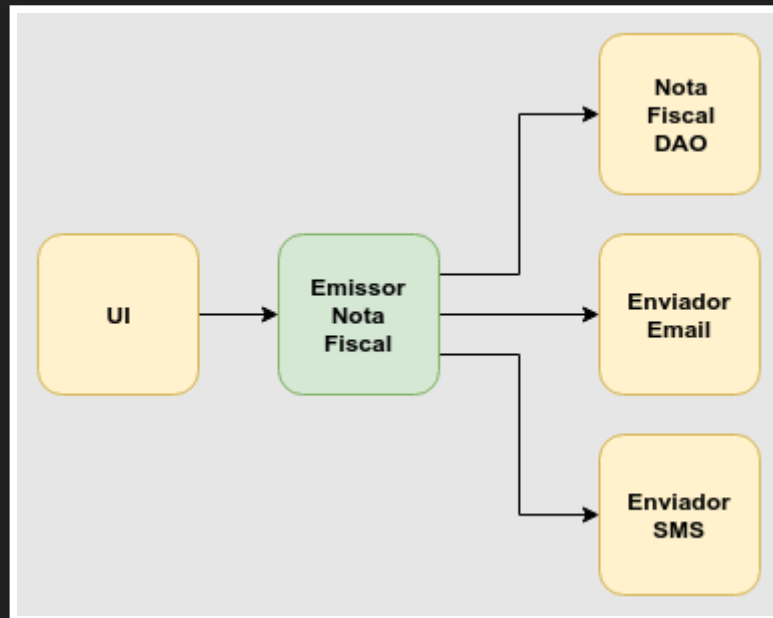 Nota
Fiscal
DAO
UI
Emissor
Nota
Fiscal
Enviador
Email
Enviador
SMS